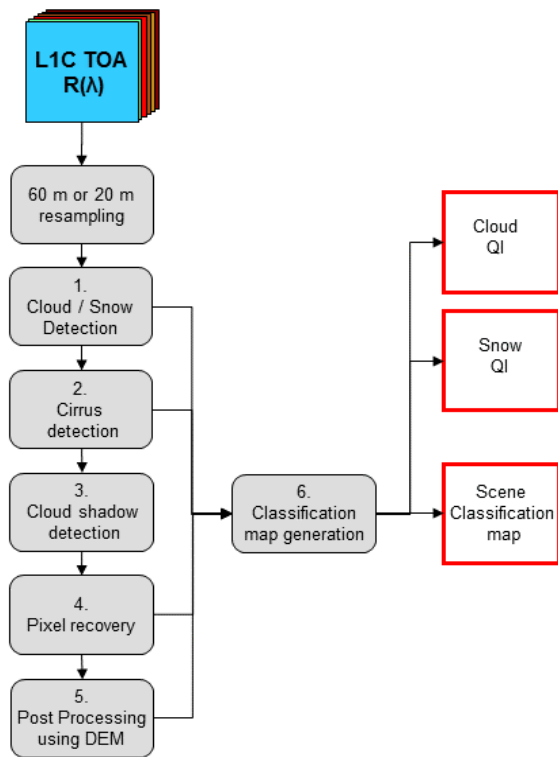 L1C TOA
R(λ)
60 m or 20 m
resampling
1.
Cloud / Snow
Detection
2.
Cirrus
detection
3.
Cloud shadow
detection
4.
Pixel recovery
5.
Post Processing
using DEM
6.
Classification
map generation
Cloud
QI
Snow
QI
Scene
Classification
map